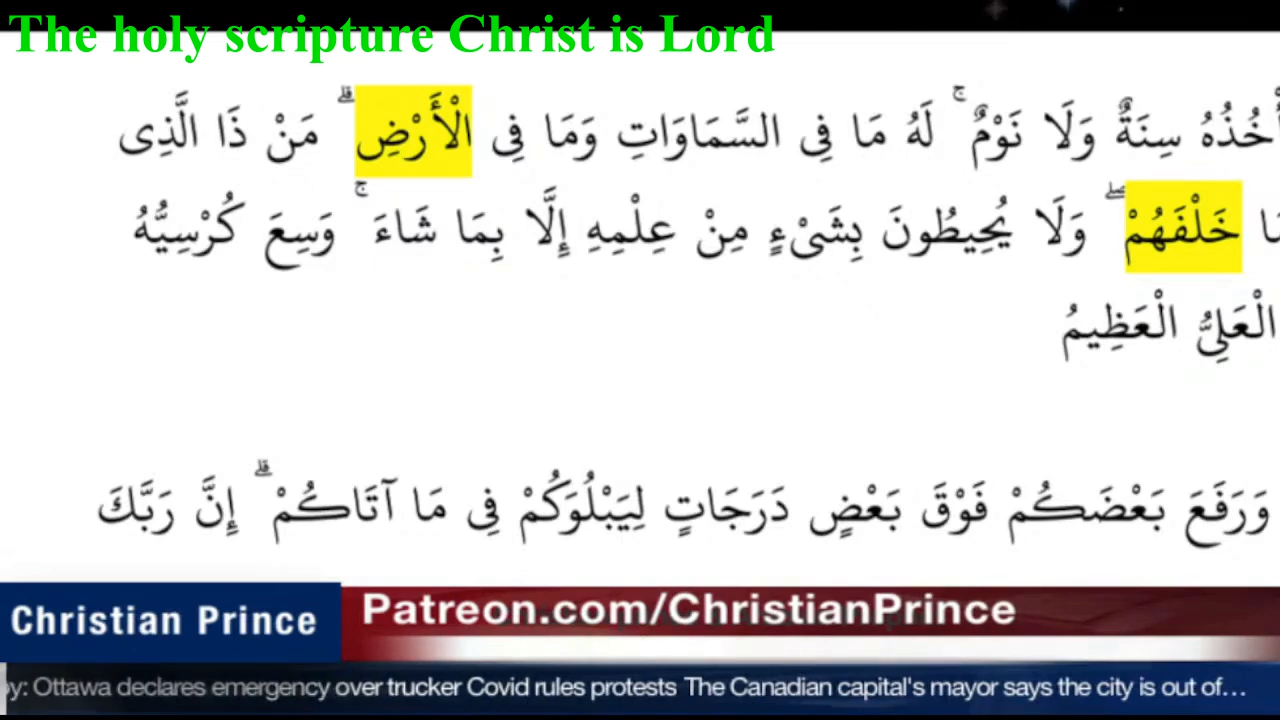 The holy scripture Christ is Lord
سِنَةٌ وَلَا نَوْمٌ ۚ لَهُ مَا فِى السَّمَاوَاتِ وَمَا فِى الْأَرْضِ ۗ مَنْ ذَا الَّذِى
خَلْفَهُمْ ۖ وَلَا يُحِيطُونَ بِشَىْءٍ مِنْ عِلْمِهِ إِلَّا بِمَا شَاءَ ۚ وَسِعَ كُرْسِيُّهُ
الْعَلِىُّ الْعَظِيمُ
وَرَفَعَ بَعْضَكُمْ فَوْقَ بَعْضٍ دَرَجَاتٍ لِيَبْلُوَكُمْ فِى مَا آتَاكُمْ ۗ إِنَّ رَبَّكَ
Christian Prince
Patreon.com/ChristianPrince
Ottawa declares emergency over trucker Covid rules protests The Canadian capital's mayor says the city is out of...